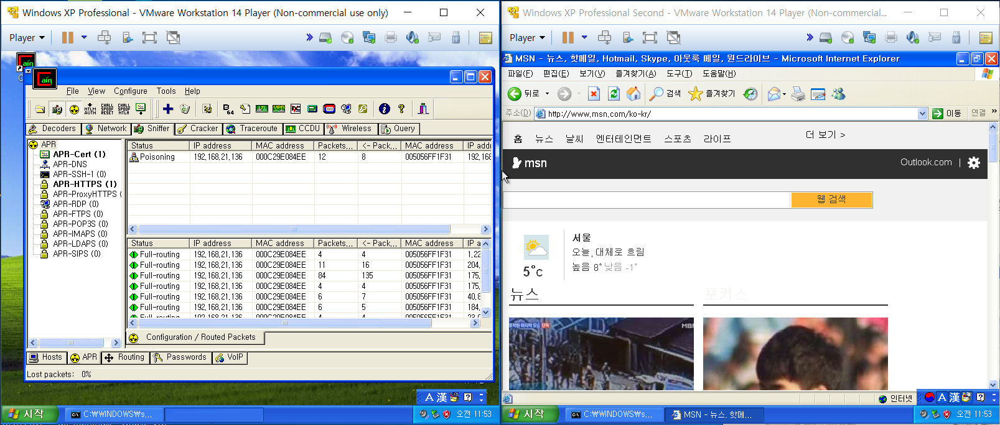 Windows XP Professional - VMware Workstation 14 Player (Non-commercial use only)
Player
Cain
File View Configure Tools Help
Decoders Network Sniffer Cracker Traceroute CCDU Wireless Query
APR
APR-Cert (1)
APR-DNS
APR-SSH-1 (0)
APR-HTTPS (1)
APR-ProxyHTTPS (
APR-RDP (0)
APR-FTPS (0)
APR-POP3S (0)
APR-IMAPS (0)
APR-LDAPS (0)
APR-SIPS (0)
Status IP address MAC address Packets... <- Pack... MAC address IP addr
Poisoning 192,168,21,136 000C29E084EE 12 8 005056FF1F31 192,168
Status IP address MAC address Packets... <- Pack... MAC address IP a
Full-routing 192,168,21,136 000C29E084EE 4 4 005056FF1F31 1,22
Full-routing 192,168,21,136 000C29E084EE 11 16 005056FF1F31 204,
Full-routing 192,168,21,136 000C29E084EE 84 135 005056FF1F31 175,
Full-routing 192,168,21,136 000C29E084EE 4 4 005056FF1F31 175,
Full-routing 192,168,21,136 000C29E084EE 6 7 005056FF1F31 40,8
Full-routing 192,168,21,136 000C29E084EE 6 5 005056FF1F31 184,
Configuration / Routed Packets
Hosts APR Routing Passwords VoIP
Lost packets: 0%
A 漢
시작 C:\WINDOWS\s... 오전 11:53
Windows XP Professional Second - VMware Workstation 14 Player (Non-commercial...
Player
MSN - 뉴스, 핫메일, Hotmail, Skype, 아웃룩 메일, 원드라이브 - Microsoft Internet Explorer
파일(F) 편집(E) 보기(V) 즐겨찾기(A) 도구(T) 도움말(H)
뒤로 검색 즐겨찾기
주소(D) http://www.msn.com/ko-kr/ 이동 연결 »
홈 뉴스 날씨 엔터테인먼트 스포츠 라이프 더 보기 >
msn Outlook.com |
웹 검색
서울
오늘, 대체로 흐림
5°C 높음 8° 낮음 -1°
뉴스 포커스
MBN
인터넷
A 漢
시작 C:\WINDOWS\s... MSN - 뉴스, 핫메... 오전 11:53